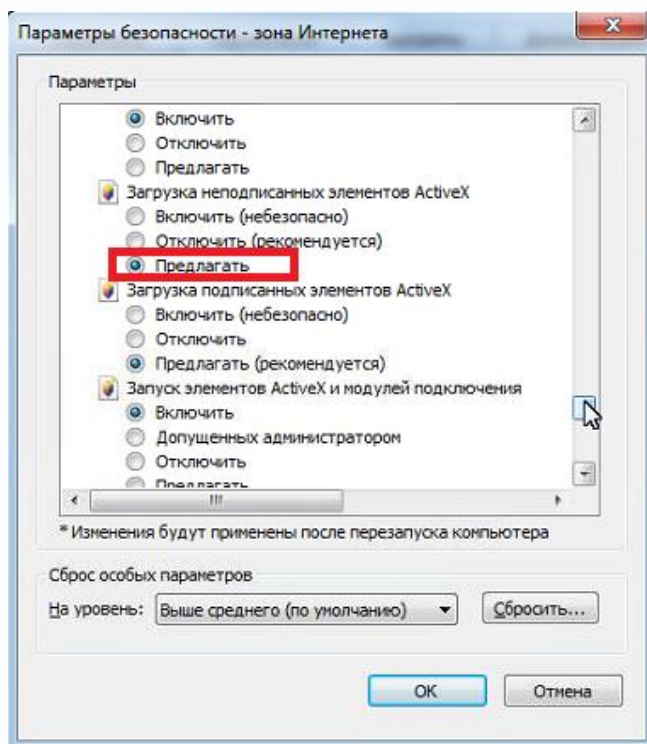 Параметры безопасности - зона Интернета
Параметры
Включить
Отключить
Предлагать
Загрузка неподписанных элементов ActiveX
Включить (небезопасно)
Отключить (рекомендуется)
Предлагать
Загрузка подписанных элементов ActiveX
Включить (небезопасно)
Отключить
Предлагать (рекомендуется)
Запуск элементов ActiveX и модулей подключения
Включить
Допущенных администратором
Отключить
Предлагать
* Изменения будут применены после перезапуска компьютера
Сброс особых параметров
На уровень: Выше среднего (по умолчанию) Сбросить...
OK Отмена